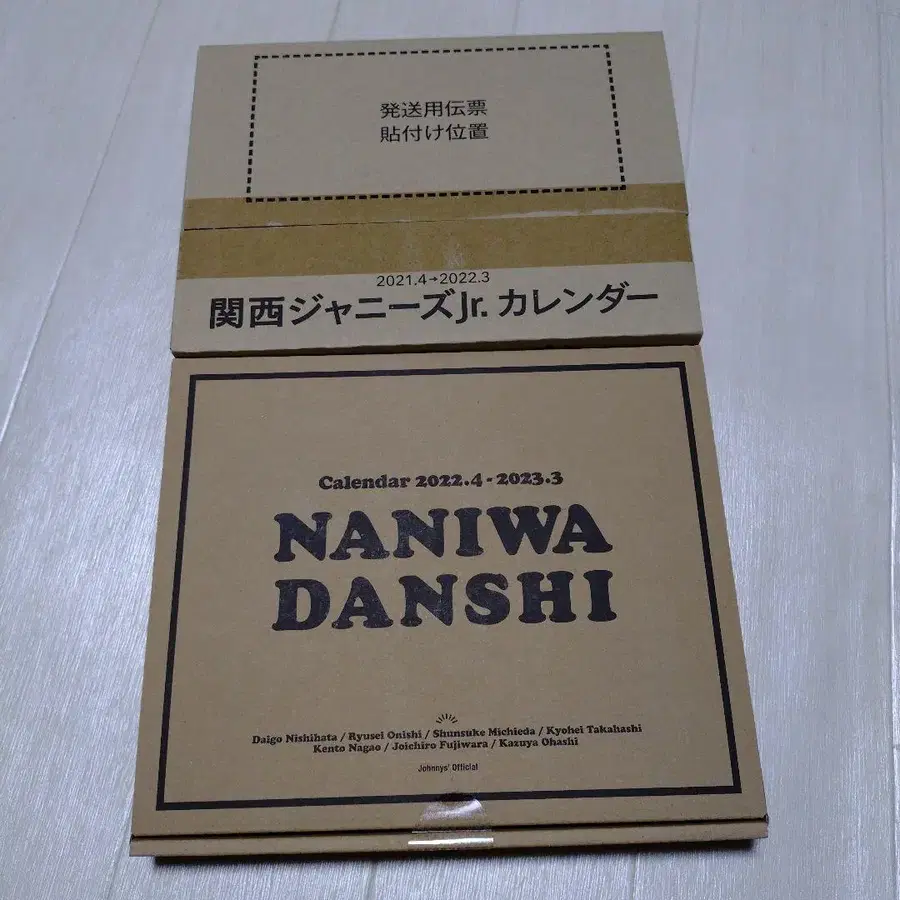 発送用伝票
貼付け位置
2021.4→2022.3
関西ジャニーズJr.カレンダー
Calendar 2022.4-2023.3
NANIWA
DANSHI
Daigo Nishihata / Ryusei Onishi / Shunsuke Michieda / Kyohei Takahashi
Kento Nagao / Joichiro Fujiwara / Kazuya Ohashi
Johnnys' Official